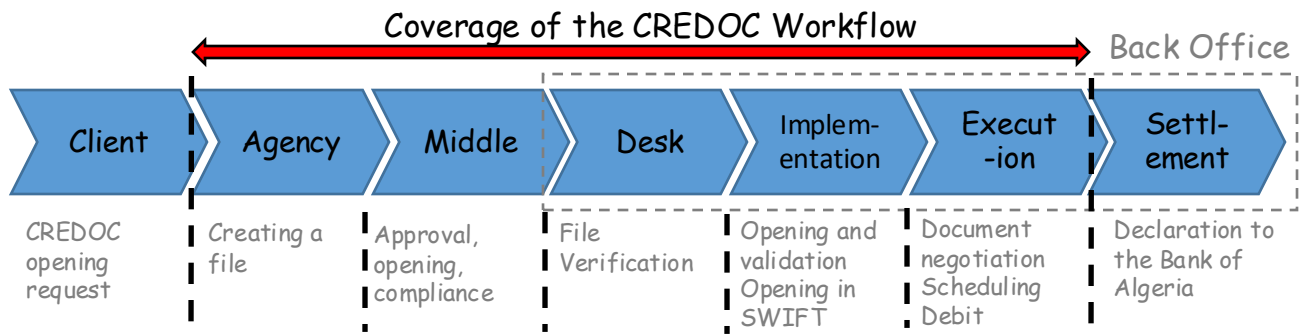 Coverage of the CREDOC Workflow
Back Office
Client
Agency
Middle
Desk
Implem-
entation
Execut
-ion
Settl-
ement
CREDOC
opening
request
Creating a
file
Approval,
opening,
compliance
File
Verification
Opening and
validation
Opening in
SWIFT
Document
negotiation
Scheduling
Debit
Declaration to
the Bank of
Algeria